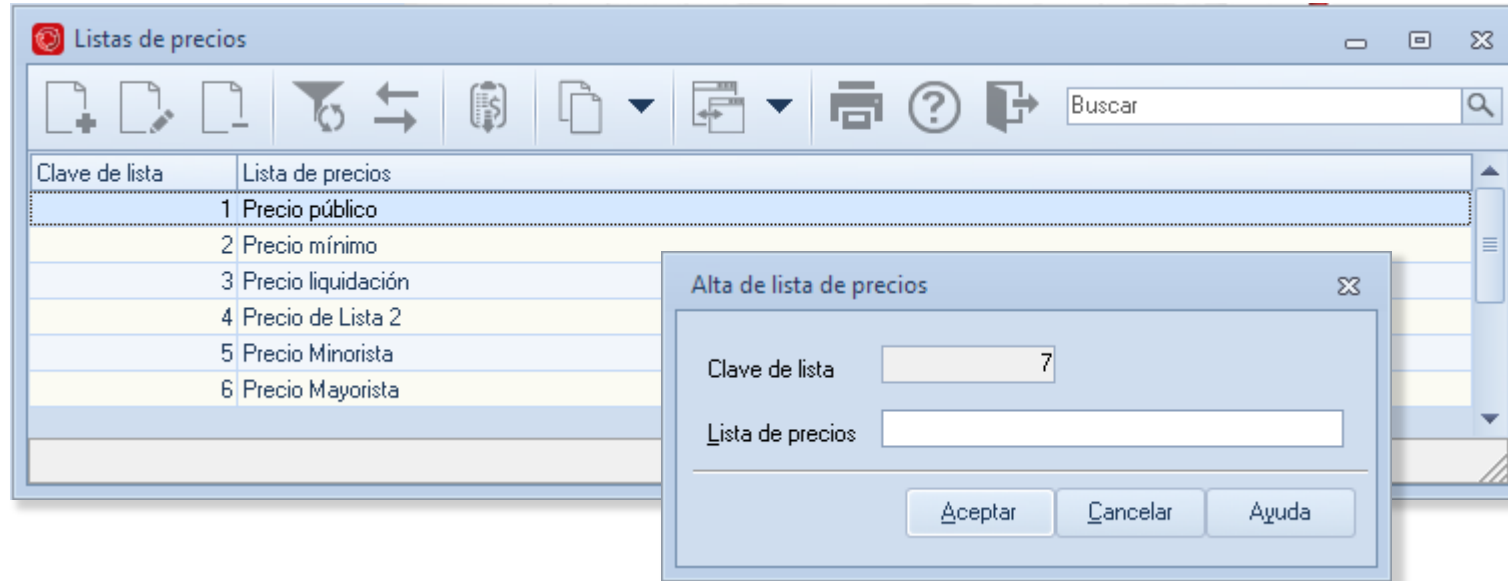 Listas de precios
Buscar
Clave de lista Lista de precios
1 Precio público
2 Precio mínimo
3 Precio liquidación
4 Precio de Lista 2
5 Precio Minorista
6 Precio Mayorista
Alta de lista de precios
Clave de lista 7
Lista de precios
Aceptar Cancelar Ayuda